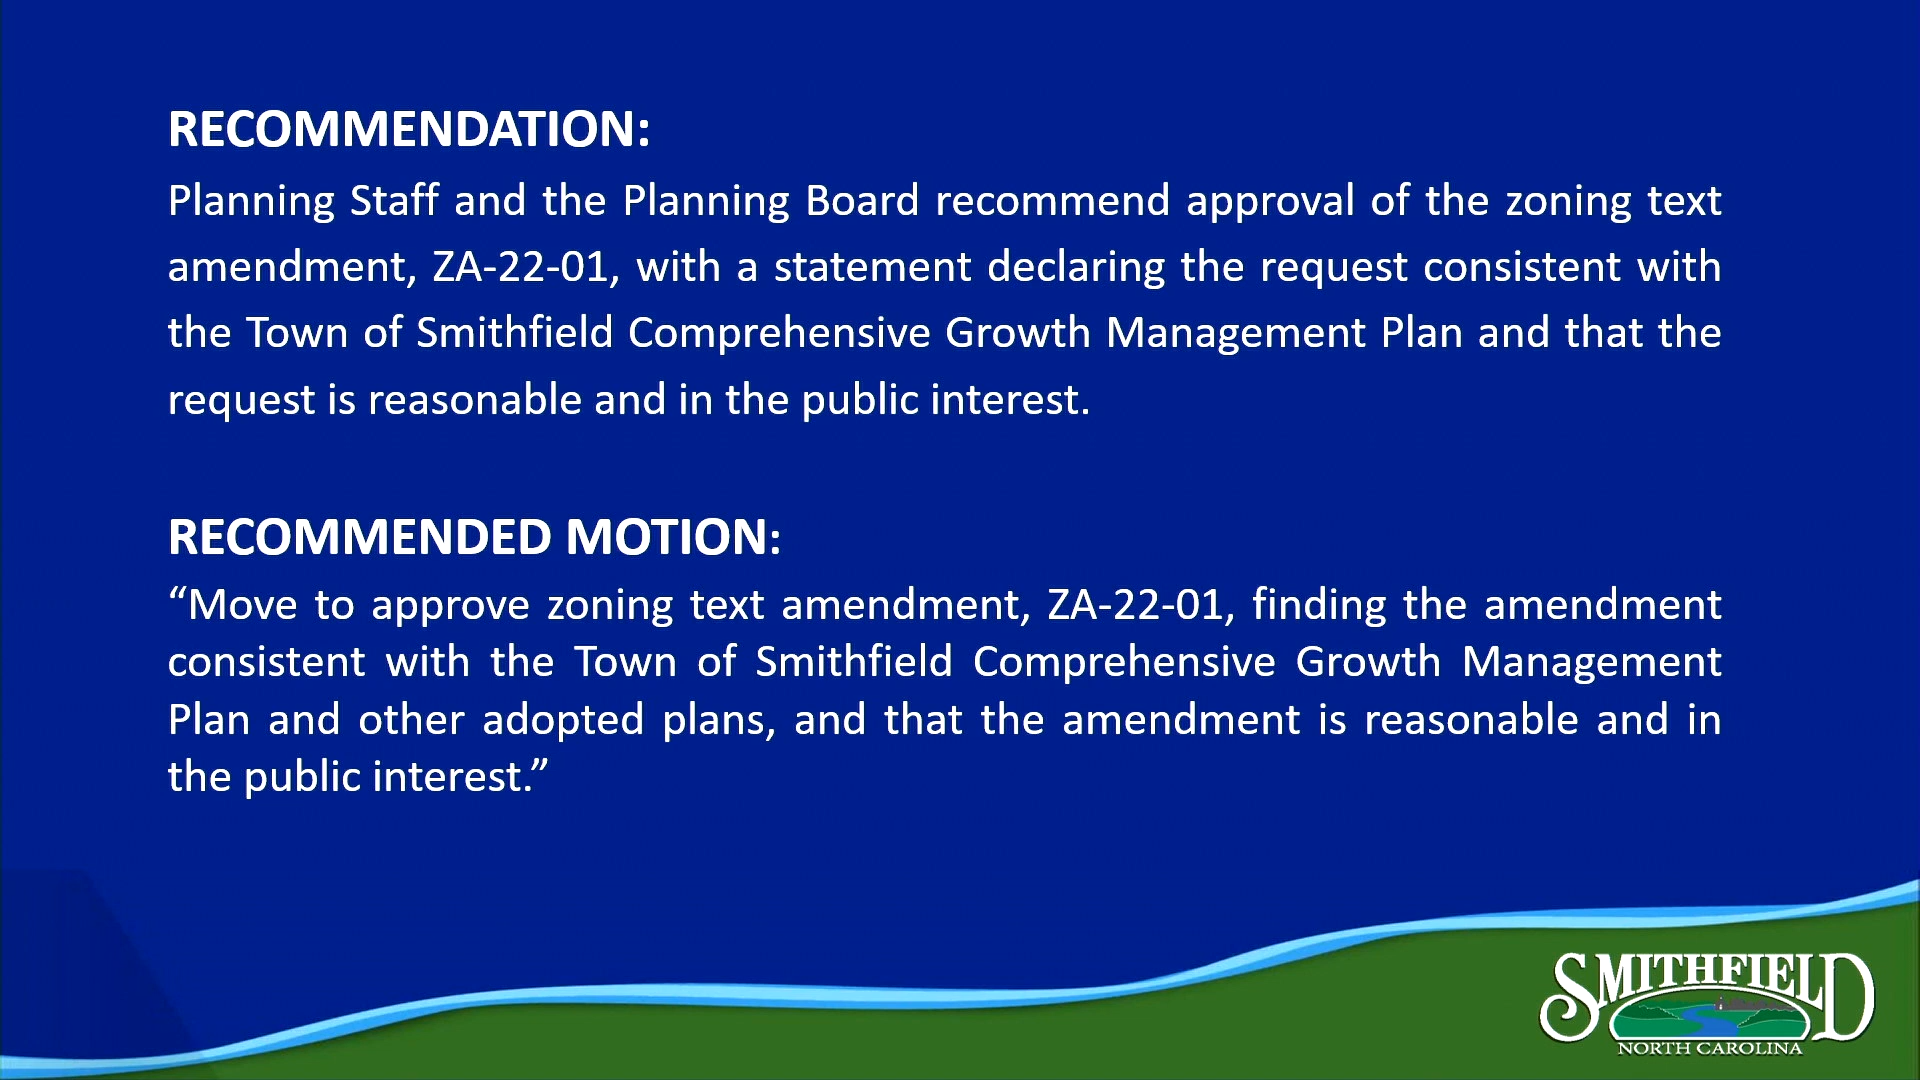 RECOMMENDATION:
Planning Staff and the Planning Board recommend approval of the zoning text
amendment, ZA-22-01, with a statement declaring the request consistent with
the Town of Smithfield Comprehensive Growth Management Plan and that the
request is reasonable and in the public interest.
RECOMMENDED MOTION:
“Move to approve zoning text amendment, ZA-22-01, finding the amendment
consistent with the Town of Smithfield Comprehensive Growth Management
Plan and other adopted plans, and that the amendment is reasonable and in
the public interest.”
SMITHFIELD
NORTH CAROLINA